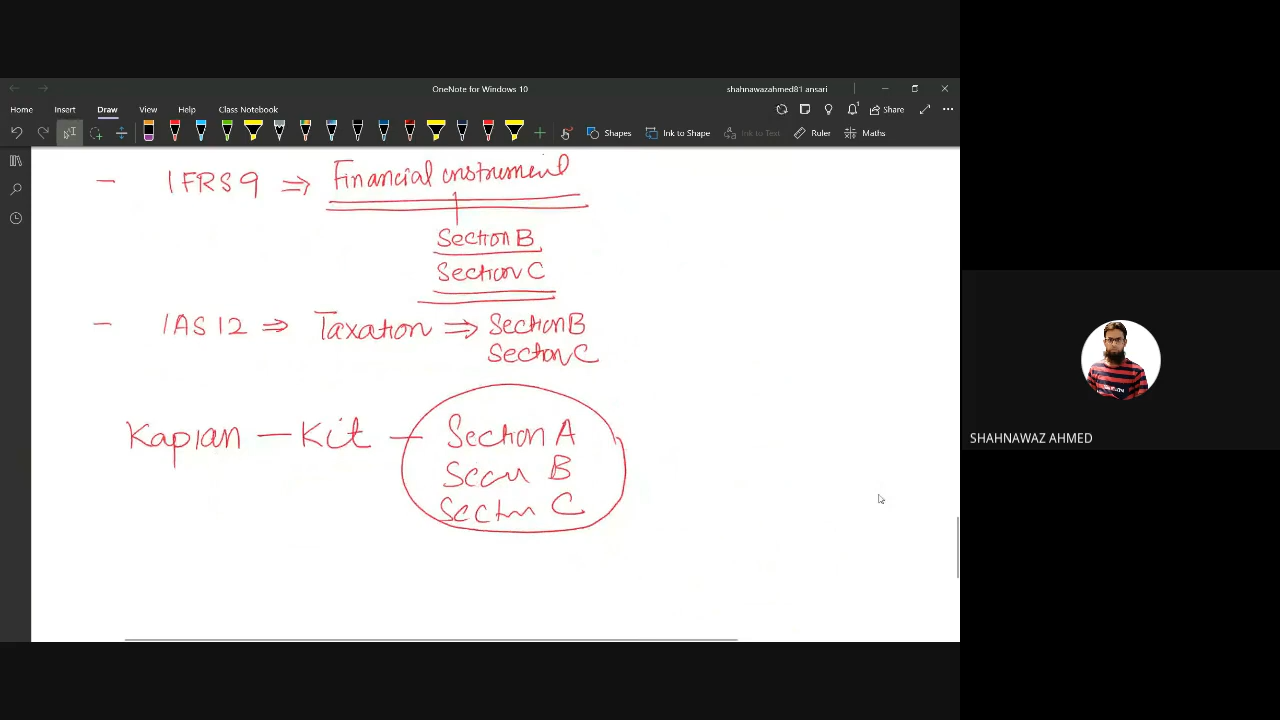 OneNote for Windows 10
shahnawazahmed81 ansari
Home Insert Draw View Help Class Notebook
Share
Shapes Ink to Shape Ink to Text Ruler Maths
- IFRS 9 ⇒ Financial instrument
Section B
Section C
- IAS 12 ⇒ Taxation ⇒ Section B
Section C
Kaplan - Kit - Section A
B
Section C
SHAHNAWAZ AHMED